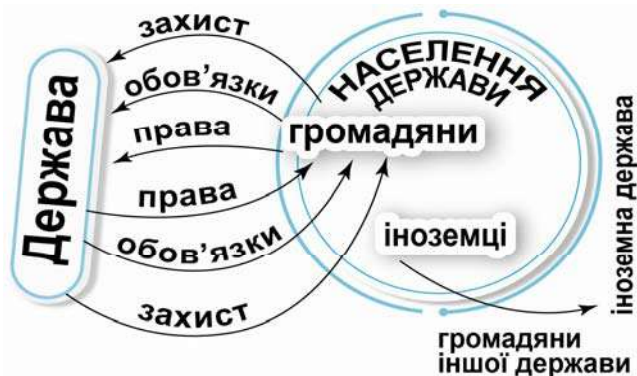 захист
обов’язки
права
права
обов’язки
захист
Держава
НАСЕЛЕННЯ
ДЕРЖАВИ
громадяни
іноземці
іноземна держава
громадяни
іншої держави